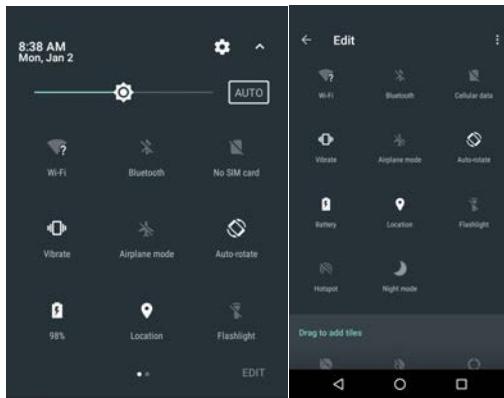 8:38 AM
Mon, Jan 2
AUTO
Wi-Fi
Bluetooth
No SIM card
Vibrate
Airplane mode
Auto-rotate
98%
Location
Flashlight
EDIT
Edit
Wi-Fi
Bluetooth
Cellular data
Vibrate
Airplane mode
Auto-rotate
Battery
Location
Flashlight
Hotspot
Night mode
Drag to add tiles